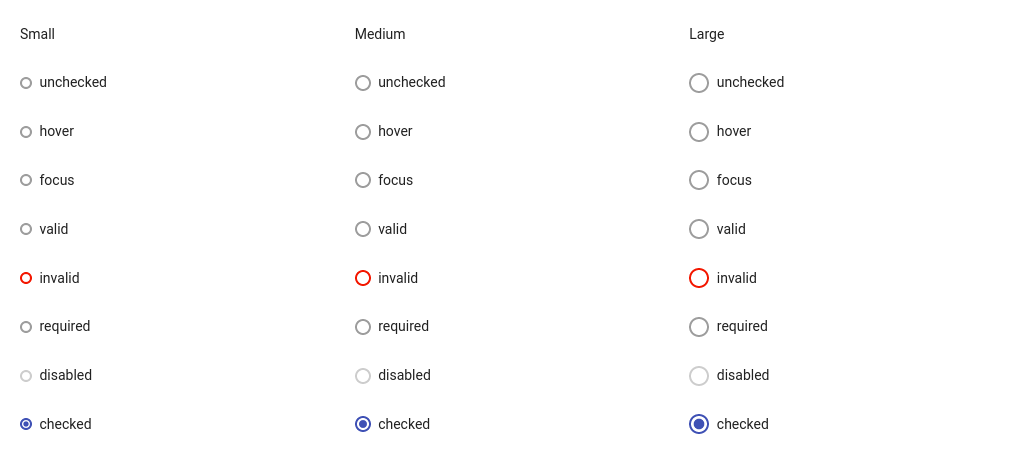 Small Medium Large
unchecked unchecked unchecked
hover hover hover
focus focus focus
valid valid valid
invalid invalid invalid
required required required
disabled disabled disabled
checked checked checked